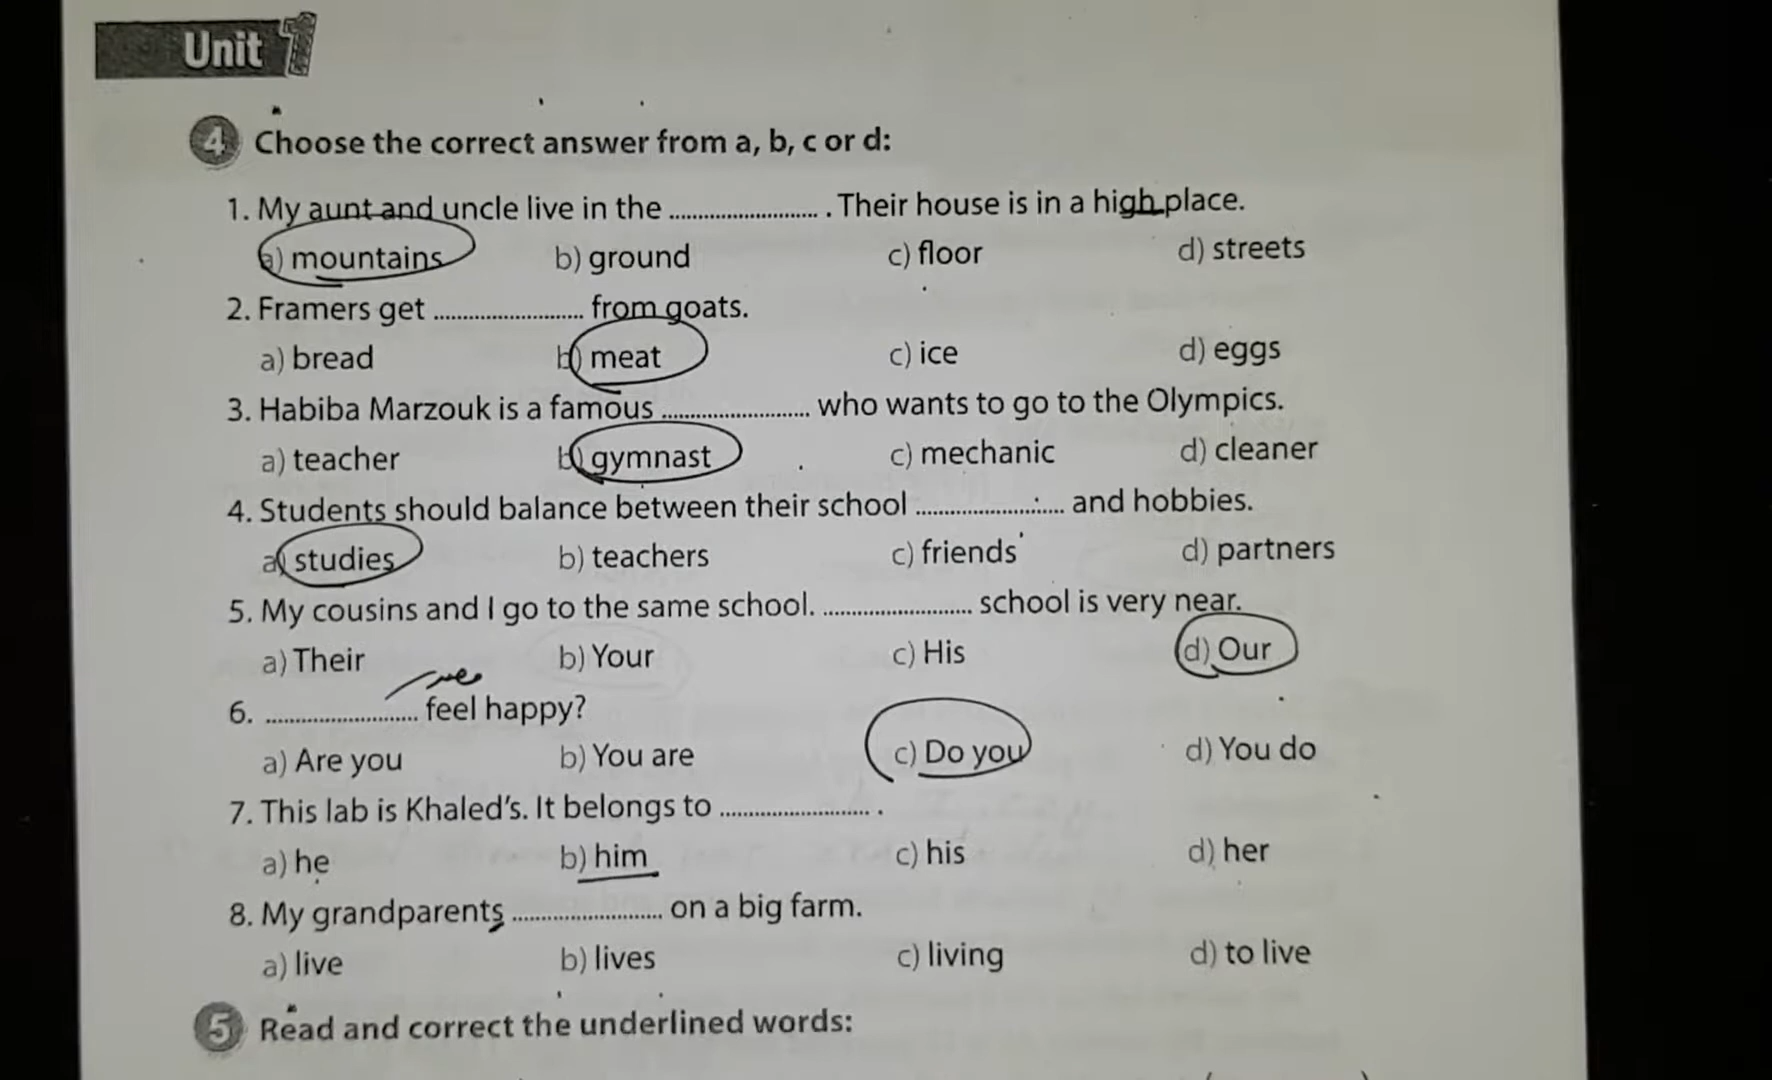 Unit 1
4 Choose the correct answer from a, b, c or d:
1. My aunt and uncle live in the .......................... . Their house is in a high place.
a) mountains b) ground c) floor d) streets
2. Framers get .......................... from goats.
a) bread b) meat c) ice d) eggs
3. Habiba Marzouk is a famous .......................... who wants to go to the Olympics.
a) teacher b) gymnast c) mechanic d) cleaner
4. Students should balance between their school .......................... and hobbies.
a) studies b) teachers c) friends d) partners
5. My cousins and I go to the same school. .......................... school is very near.
a) Their b) Your c) His d) Our
6. .......................... feel happy?
a) Are you b) You are c) Do you d) You do
7. This lab is Khaled's. It belongs to .......................... .
a) he b) him c) his d) her
8. My grandparents .......................... on a big farm.
a) live b) lives c) living d) to live
5 Read and correct the underlined words: